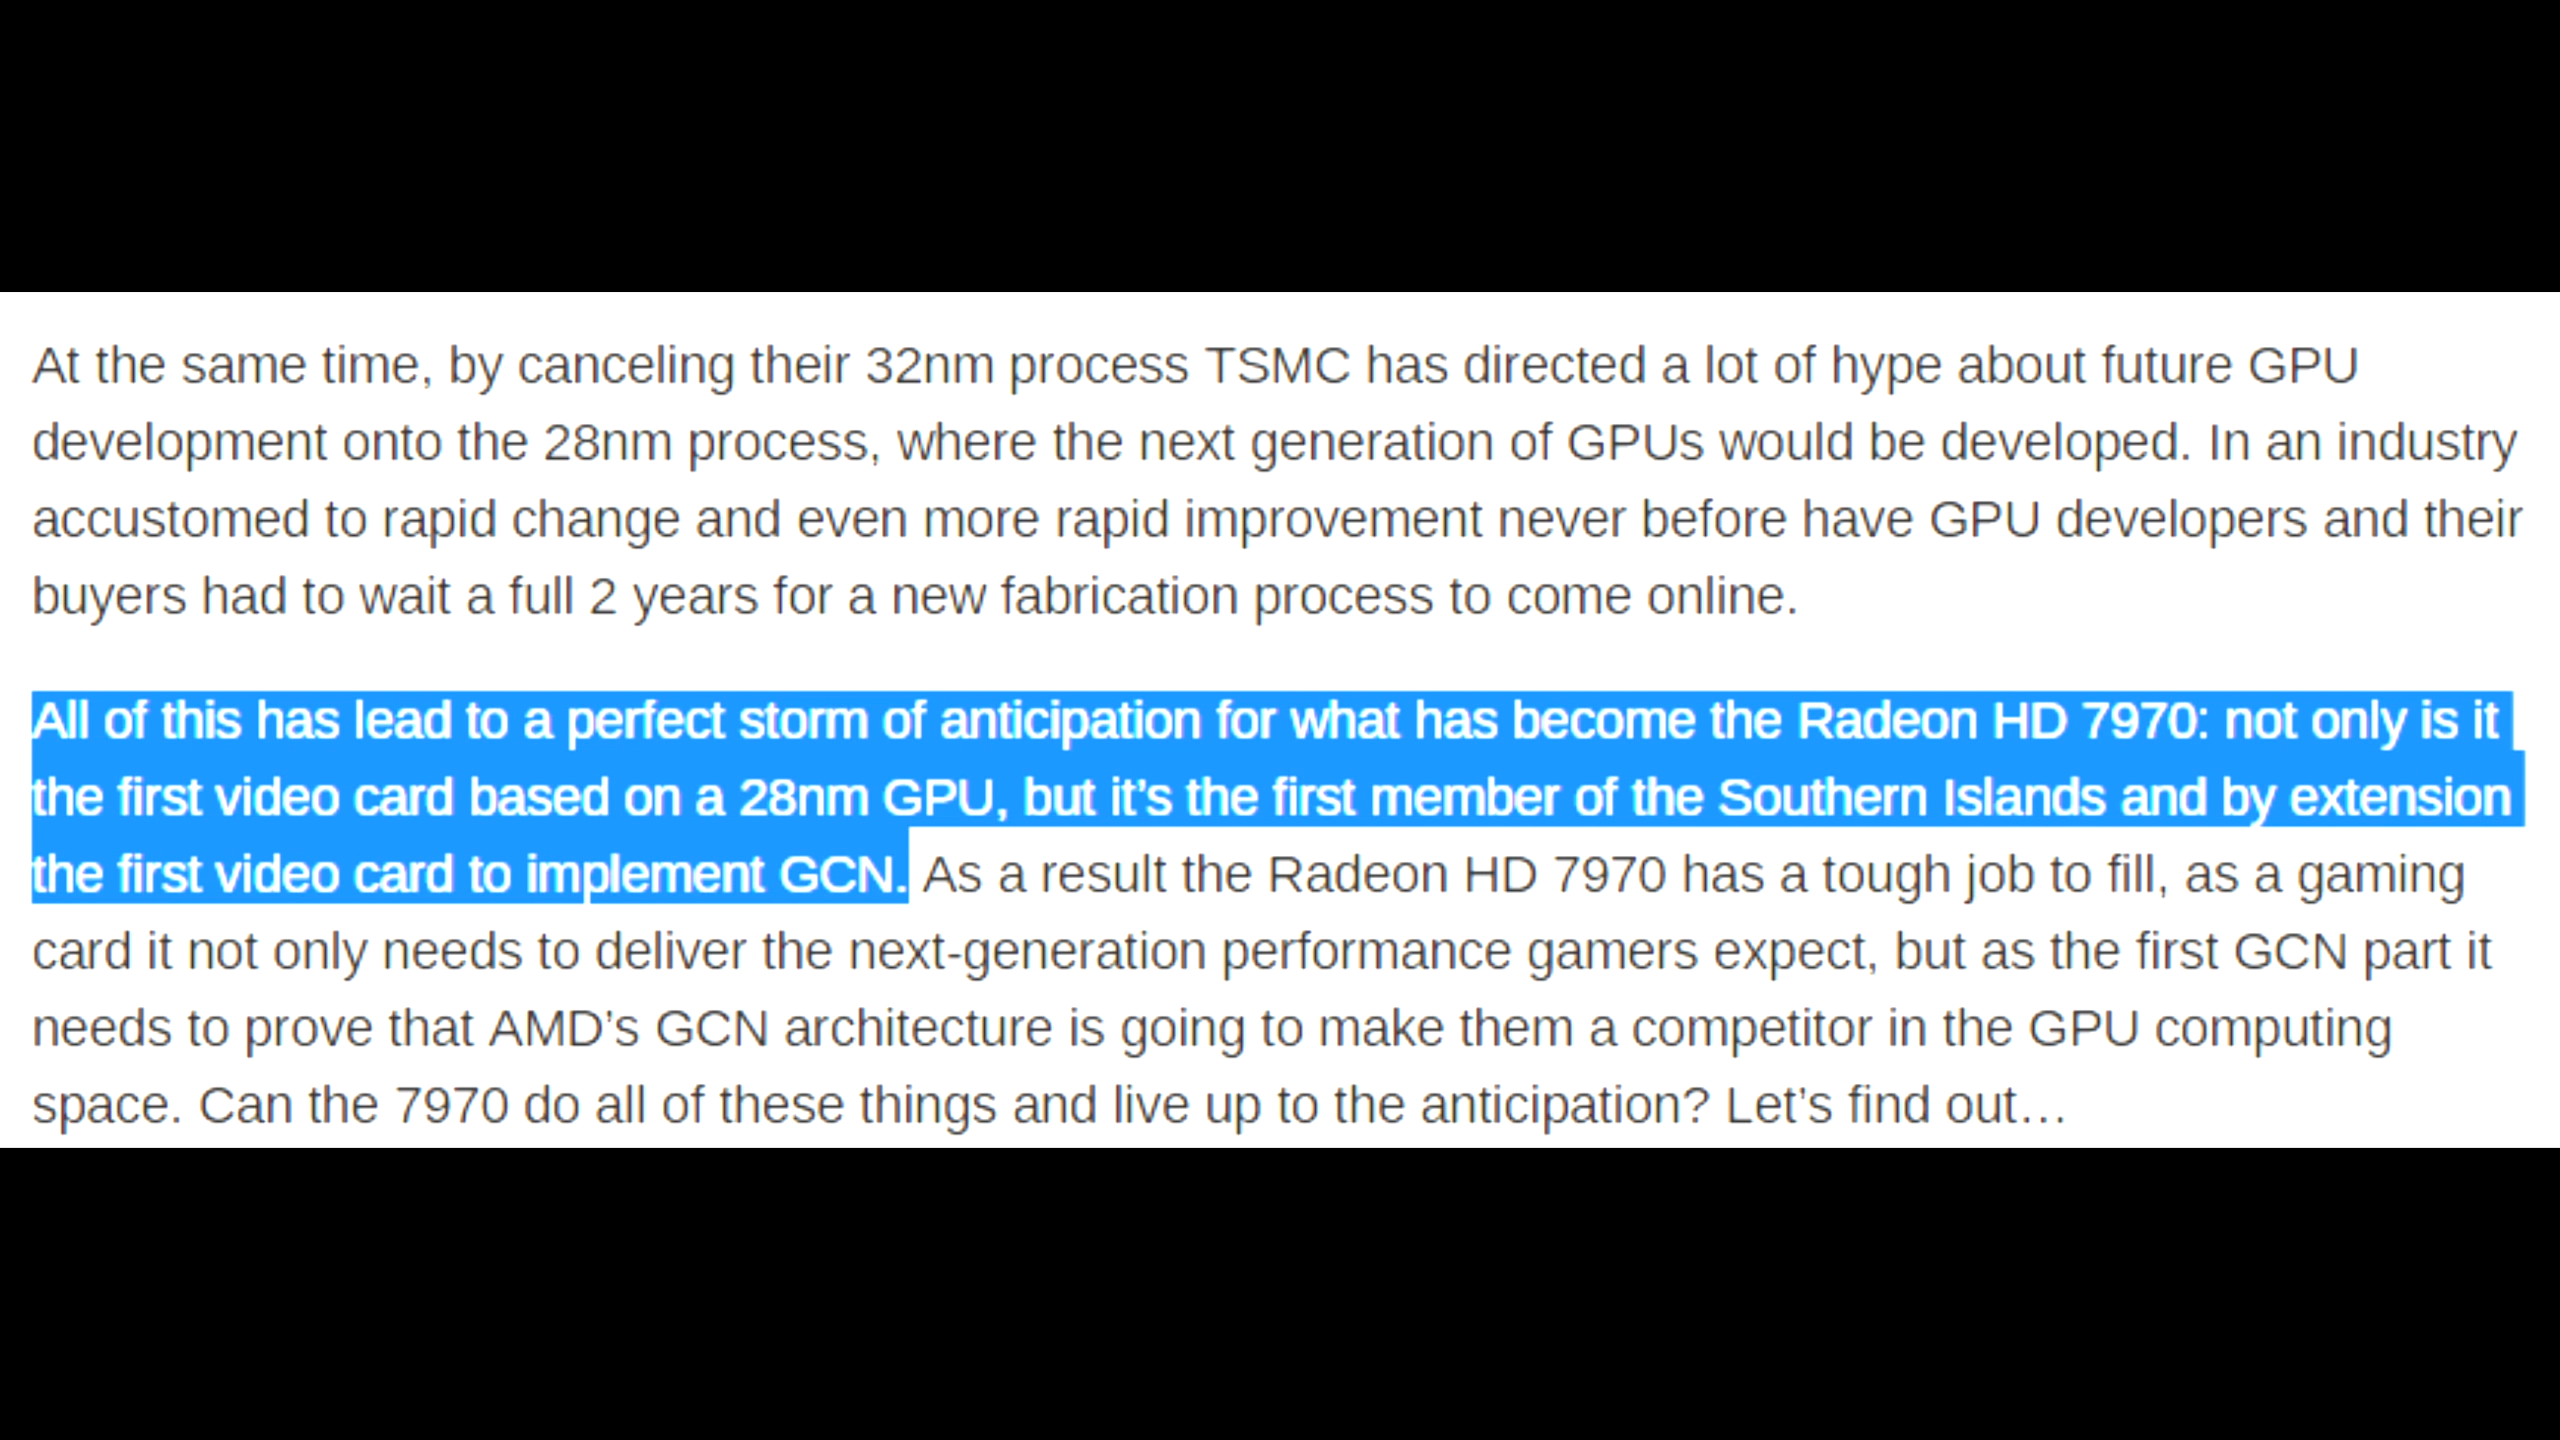 At the same time, by canceling their 32nm process TSMC has directed a lot of hype about future GPU
development onto the 28nm process, where the next generation of GPUs would be developed. In an industry
accustomed to rapid change and even more rapid improvement never before have GPU developers and their
buyers had to wait a full 2 years for a new fabrication process to come online.
All of this has lead to a perfect storm of anticipation for what has become the Radeon HD 7970: not only is it
the first video card based on a 28nm GPU, but it’s the first member of the Southern Islands and by extension
the first video card to implement GCN. As a result the Radeon HD 7970 has a tough job to fill, as a gaming
card it not only needs to deliver the next-generation performance gamers expect, but as the first GCN part it
needs to prove that AMD’s GCN architecture is going to make them a competitor in the GPU computing
space. Can the 7970 do all of these things and live up to the anticipation? Let’s find out…